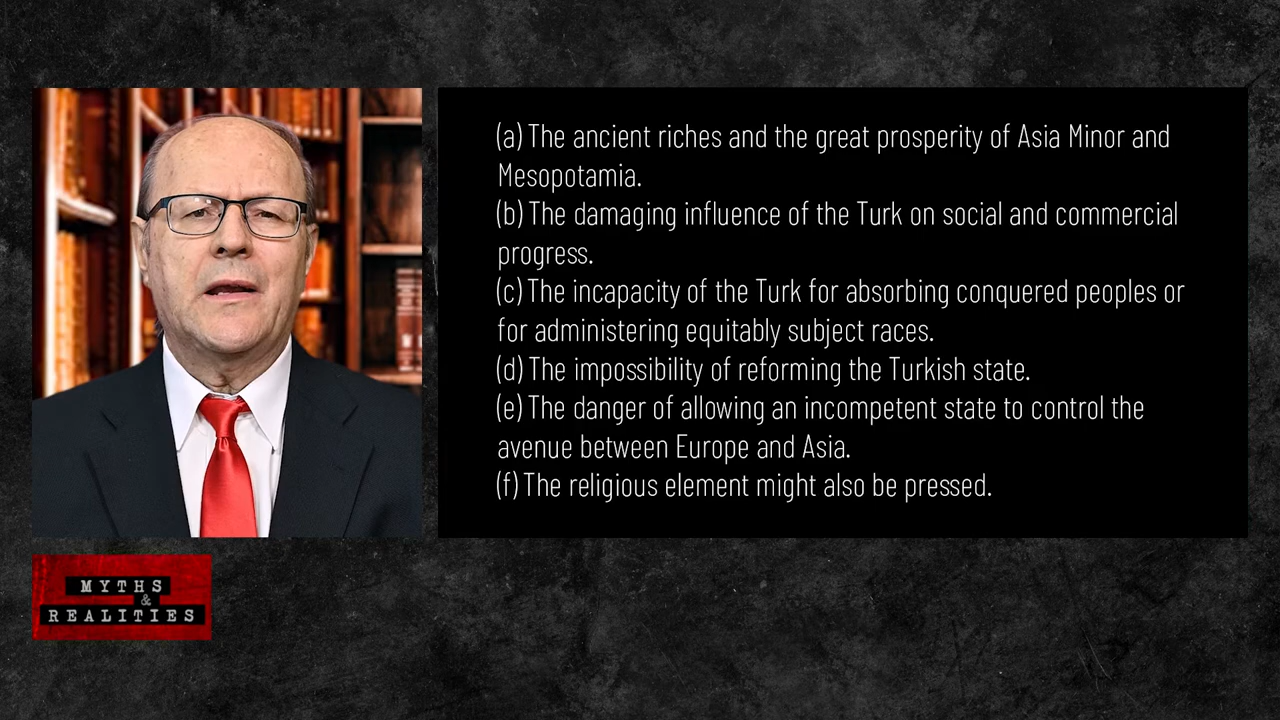 (a) The ancient riches and the great prosperity of Asia Minor and
Mesopotamia.
(b) The damaging influence of the Turk on social and commercial
progress.
(c) The incapacity of the Turk for absorbing conquered peoples or
for administering equitably subject races.
(d) The impossibility of reforming the Turkish state.
(e) The danger of allowing an incompetent state to control the
avenue between Europe and Asia.
(f) The religious element might also be pressed.
MYTHS
&
REALITIES